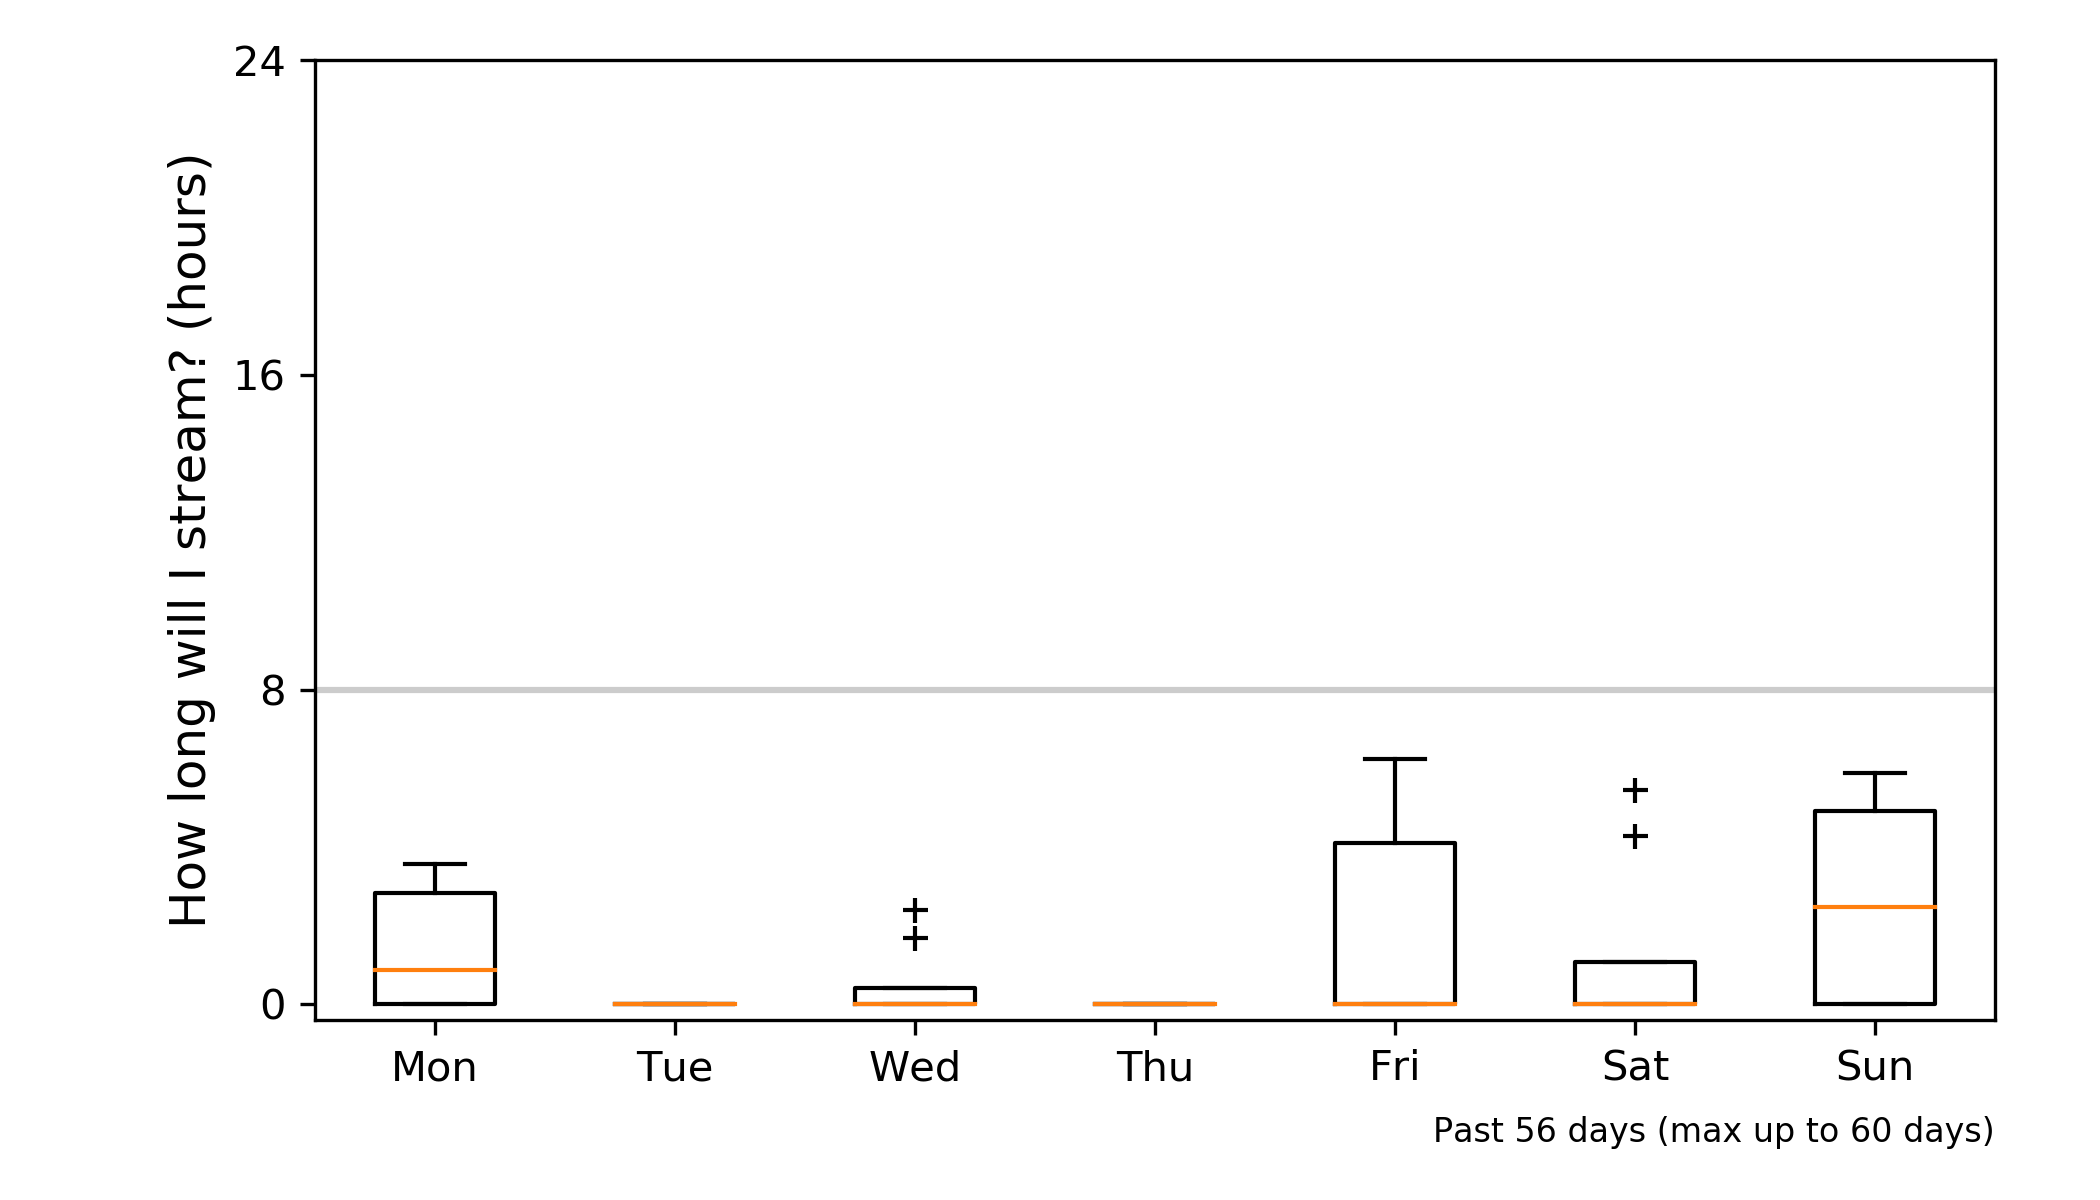 How long will I stream? (hours)
24
16
8
0
Mon Tue Wed Thu Fri Sat Sun
Past 56 days (max up to 60 days)